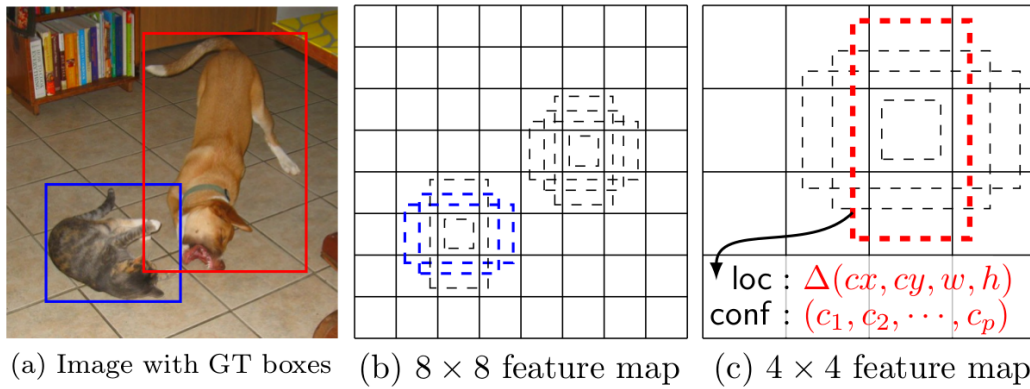 loc : Δ(cx, cy, w, h)
conf : (c₁, c₂, ⋯, cₚ)
(a) Image with GT boxes
(b) 8 × 8 feature map
(c) 4 × 4 feature map